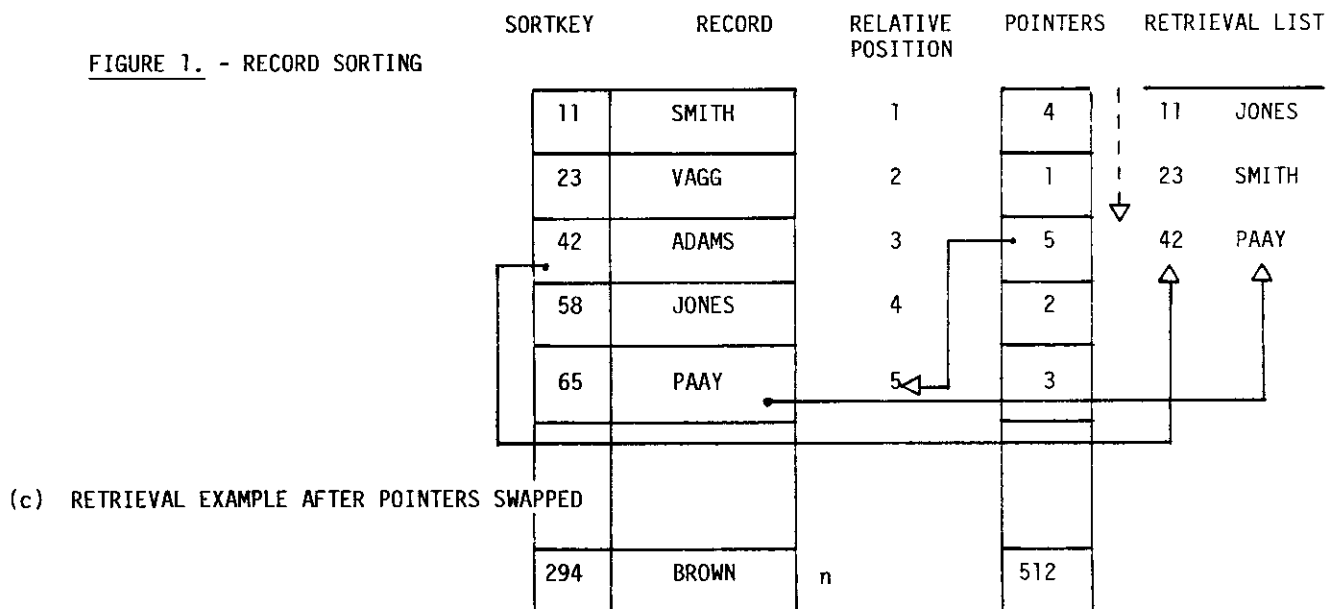 SORTKEY RECORD RELATIVE POSITION POINTERS RETRIEVAL LIST
FIGURE 1. - RECORD SORTING
11 SMITH 1 4 11 JONES
23 VAGG 2 1 23 SMITH
42 ADAMS 3 5 42 PAAY
58 JONES 4 2
65 PAAY 5 3
(c) RETRIEVAL EXAMPLE AFTER POINTERS SWAPPED
294 BROWN n 512